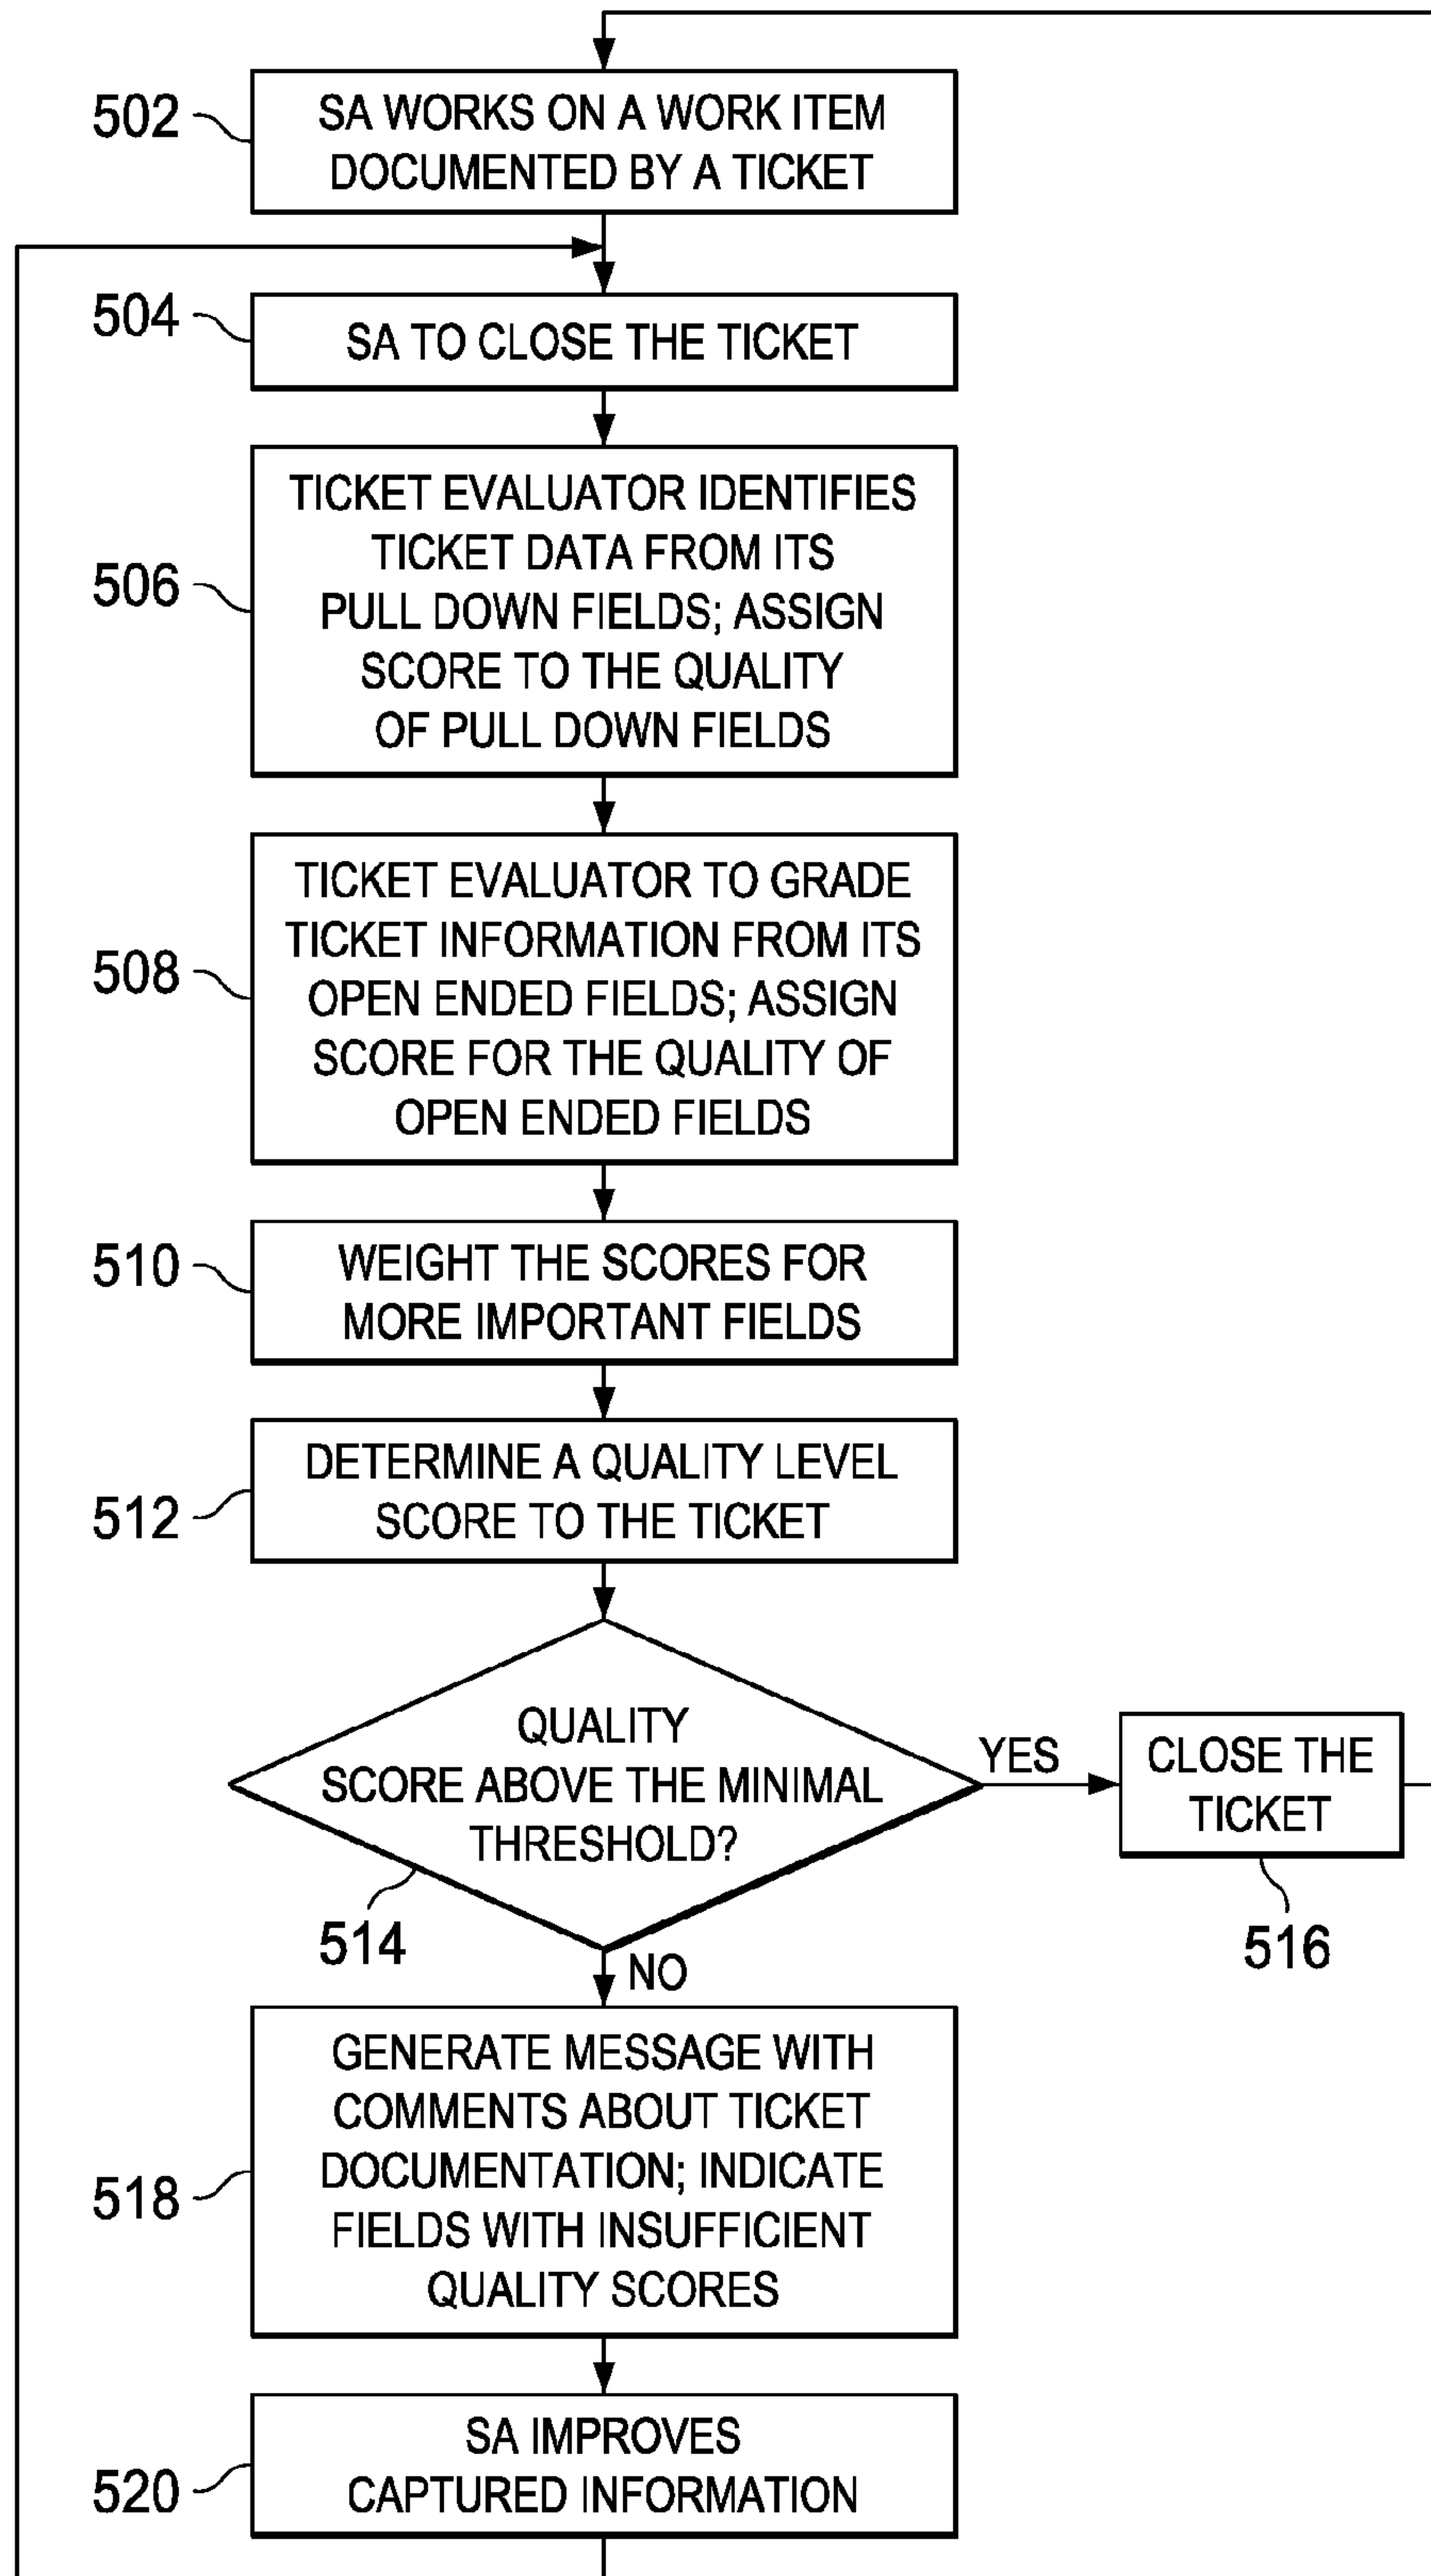 502
SA WORKS ON A WORK ITEM
DOCUMENTED BY A TICKET
504
SA TO CLOSE THE TICKET
506
TICKET EVALUATOR IDENTIFIES
TICKET DATA FROM ITS
PULL DOWN FIELDS; ASSIGN
SCORE TO THE QUALITY
OF PULL DOWN FIELDS
508
TICKET EVALUATOR TO GRADE
TICKET INFORMATION FROM ITS
OPEN ENDED FIELDS; ASSIGN
SCORE FOR THE QUALITY OF
OPEN ENDED FIELDS
510
WEIGHT THE SCORES FOR
MORE IMPORTANT FIELDS
512
DETERMINE A QUALITY LEVEL
SCORE TO THE TICKET
QUALITY
SCORE ABOVE THE MINIMAL
THRESHOLD?
514
YES
CLOSE THE
TICKET
516
NO
518
GENERATE MESSAGE WITH
COMMENTS ABOUT TICKET
DOCUMENTATION; INDICATE
FIELDS WITH INSUFFICIENT
QUALITY SCORES
520
SA IMPROVES
CAPTURED INFORMATION